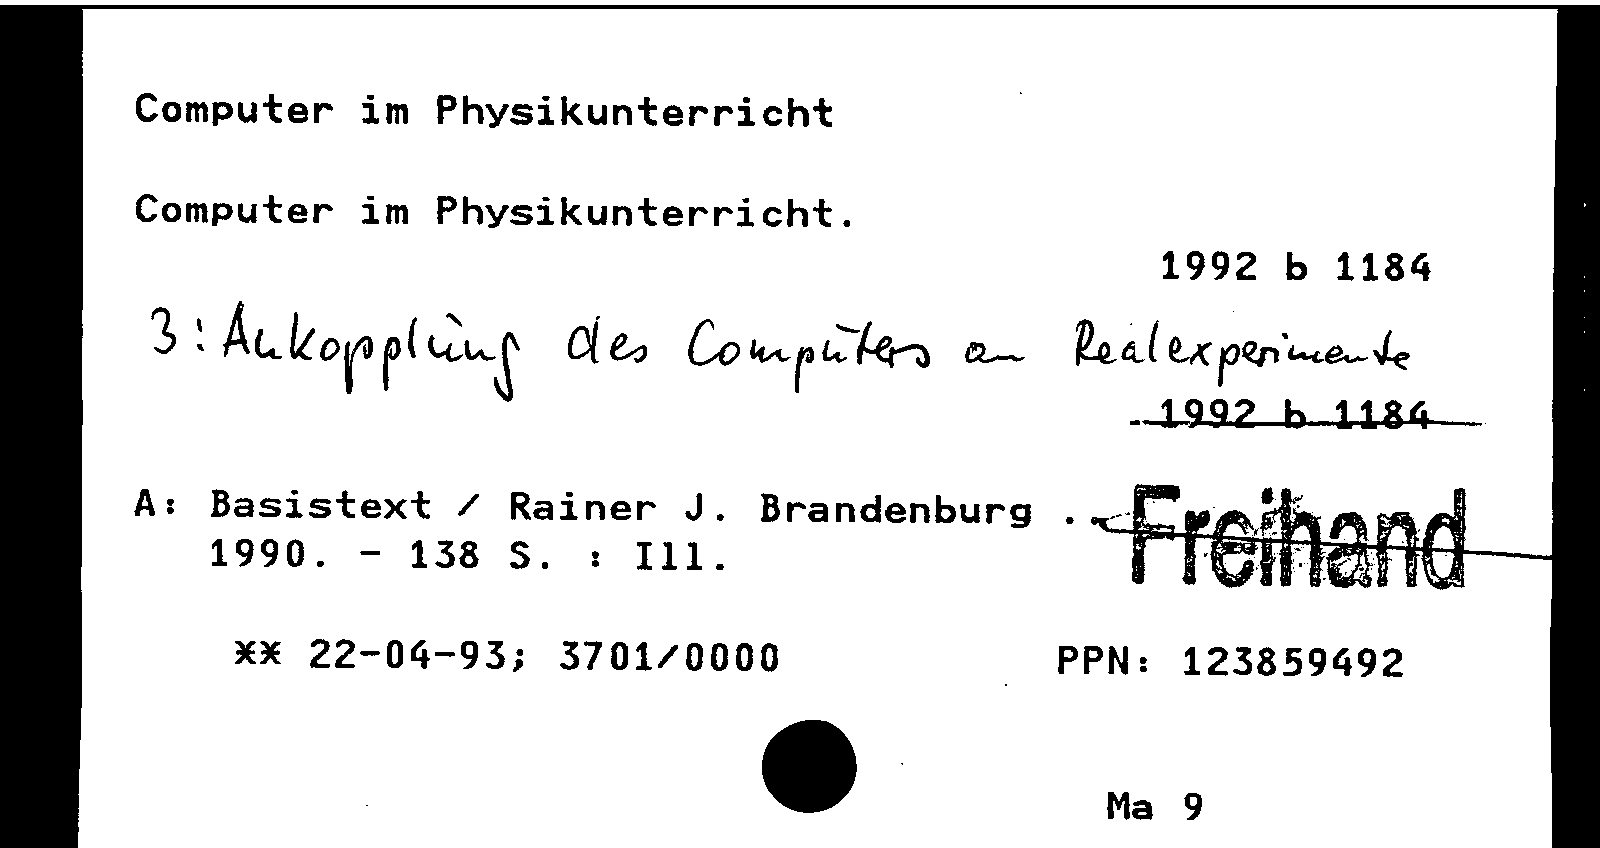 Computer im Physikunterricht
Computer im Physikunterricht.
1992 b 1184
3: Ankopplung des Computers an Realexperimente
1992 b 1184
A: Basistext / Rainer J. Brandenburg . Freihand
1990. - 138 S. : Ill.
** 22-04-93; 3701/0000 PPN: 123859492
Ma 9